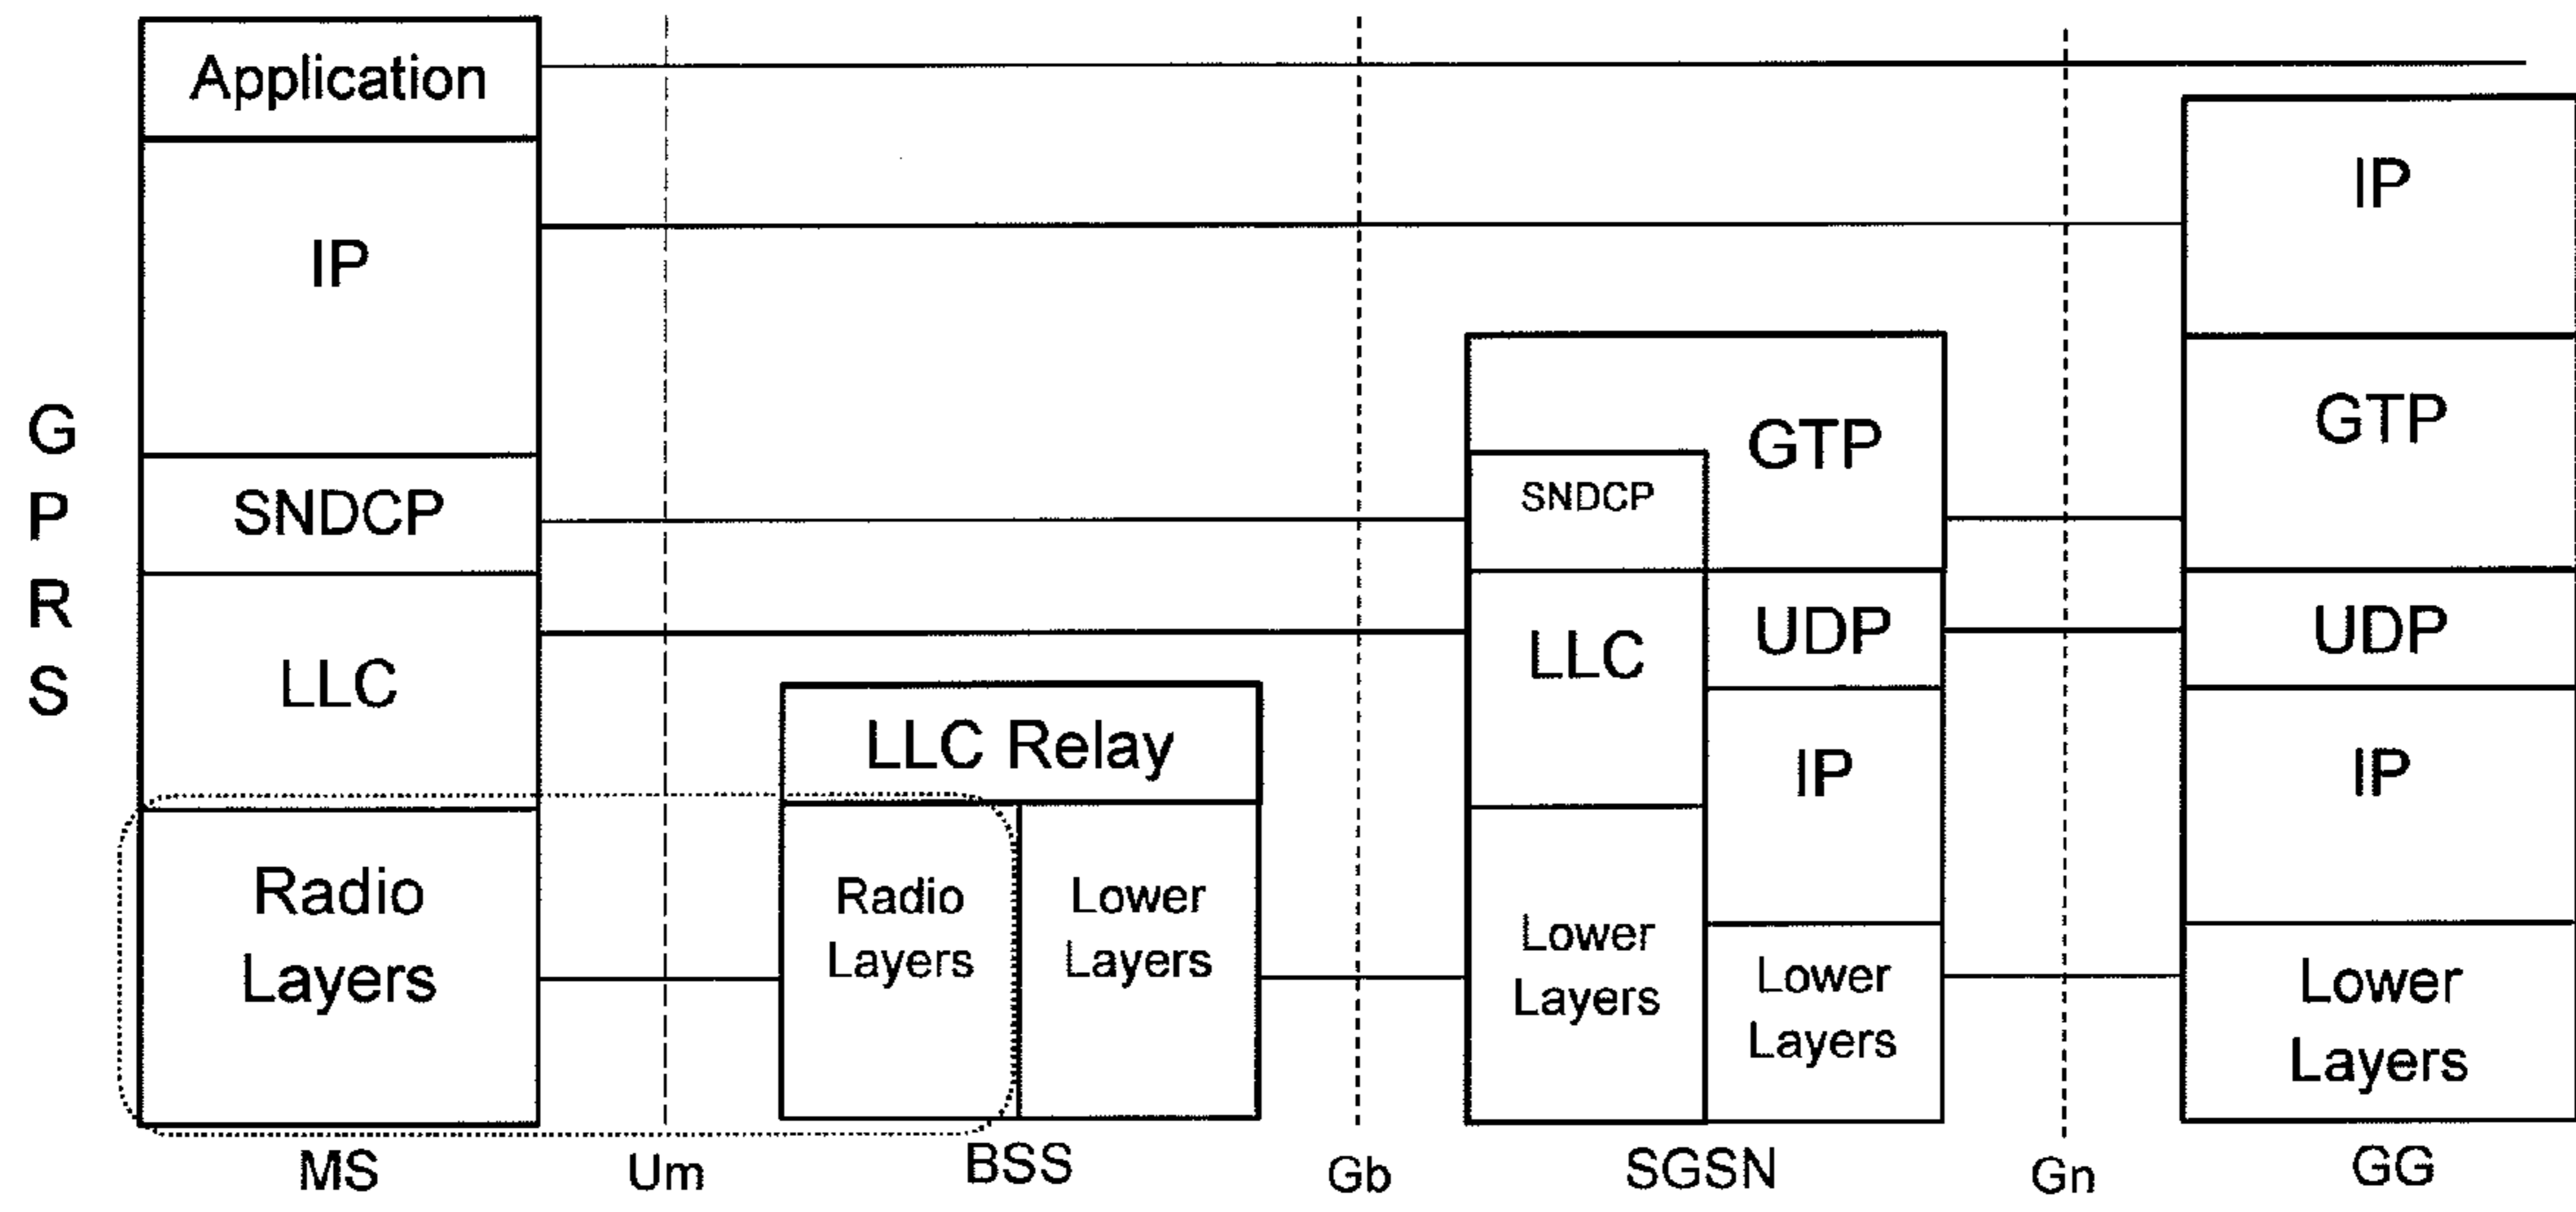 G
P
R
S
Application
IP
SNDCP
LLC
Radio
Layers
MS
Um
LLC Relay
Radio
Layers
Lower
Layers
BSS
Gb
GTP
SNDCP
LLC
Lower
Layers
UDP
IP
Lower
Layers
SGSN
Gn
IP
GTP
UDP
IP
Lower
Layers
GG